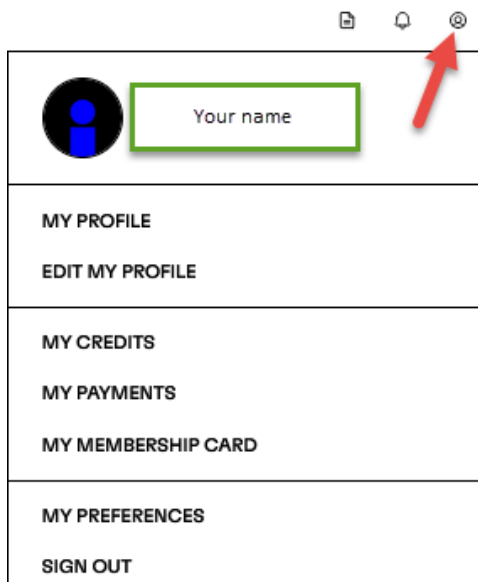 Your name
MY PROFILE
EDIT MY PROFILE
MY CREDITS
MY PAYMENTS
MY MEMBERSHIP CARD
MY PREFERENCES
SIGN OUT